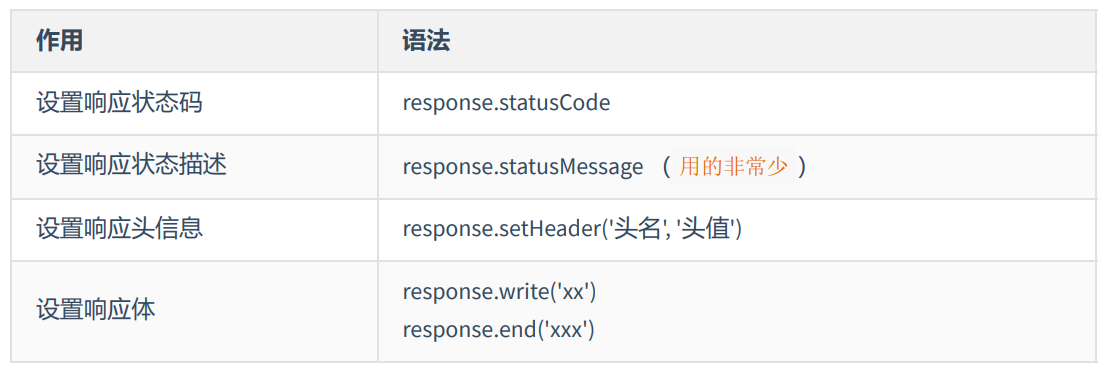 作用 语法
设置响应状态码 response.statusCode
设置响应状态描述 response.statusMessage （ 用的非常少 ）
设置响应头信息 response.setHeader('头名', '头值')
设置响应体 response.write('xx')
response.end('xxx')